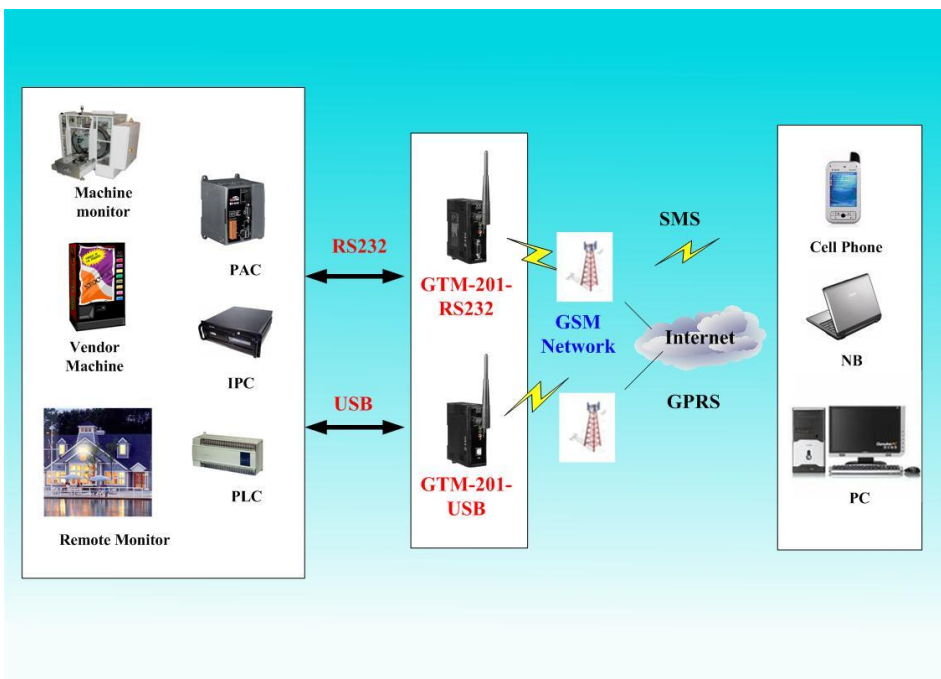 Machine
monitor
PAC
Vendor
Machine
IPC
Remote Monitor
PLC
RS232
USB
GTM-201-
RS232
GTM-201-
USB
GSM
Network
SMS
Internet
GPRS
Cell Phone
NB
PC